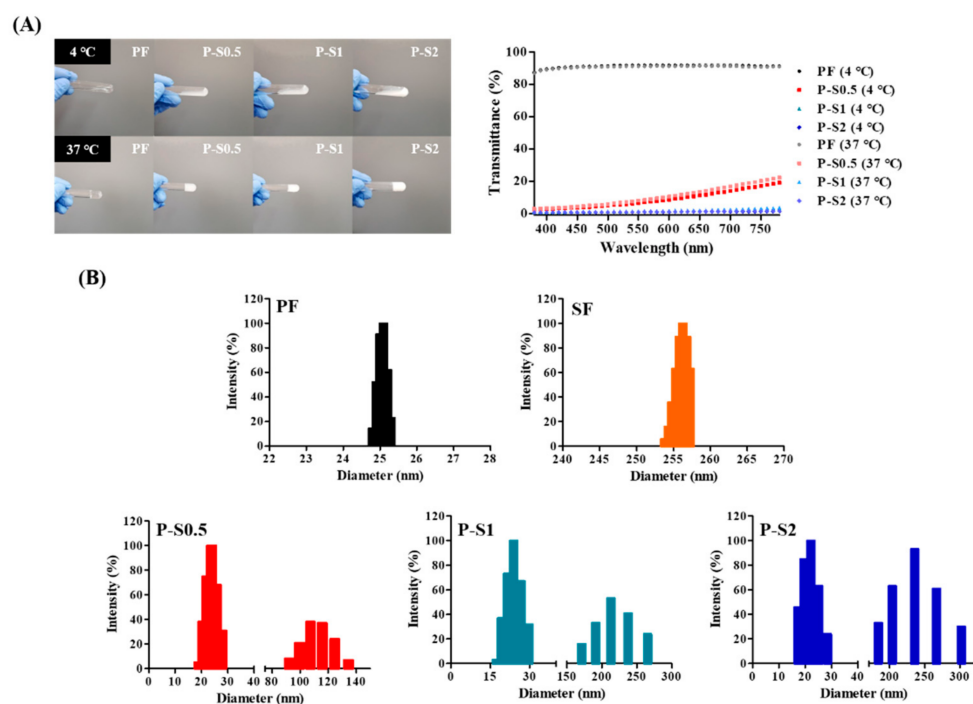 (A)
4 °C PF P-S0.5 P-S1 P-S2
37 °C PF P-S0.5 P-S1 P-S2
Transmittance (%)
100
80
60
40
20
0
400 450 500 550 600 650 700 750
Wavelength (nm)
PF (4 °C)
P-S0.5 (4 °C)
P-S1 (4 °C)
P-S2 (4 °C)
PF (37 °C)
P-S0.5 (37 °C)
P-S1 (37 °C)
P-S2 (37 °C)
(B)
PF
Intensity (%)
120
100
80
60
40
20
0
22 23 24 25 26 27 28
Diameter (nm)
SF
Intensity (%)
120
100
80
60
40
20
0
240 245 250 255 260 265 270
Diameter (nm)
P-S0.5
Intensity (%)
120
100
80
60
40
20
0
0 10 20 30 40 80 100 120 140
Diameter (nm)
P-S1
Intensity (%)
120
100
80
60
40
20
0
0 15 30 150 200 250 300
Diameter (nm)
P-S2
Intensity (%)
120
100
80
60
40
20
0
0 10 20 30 40 200 250 300
Diameter (nm)